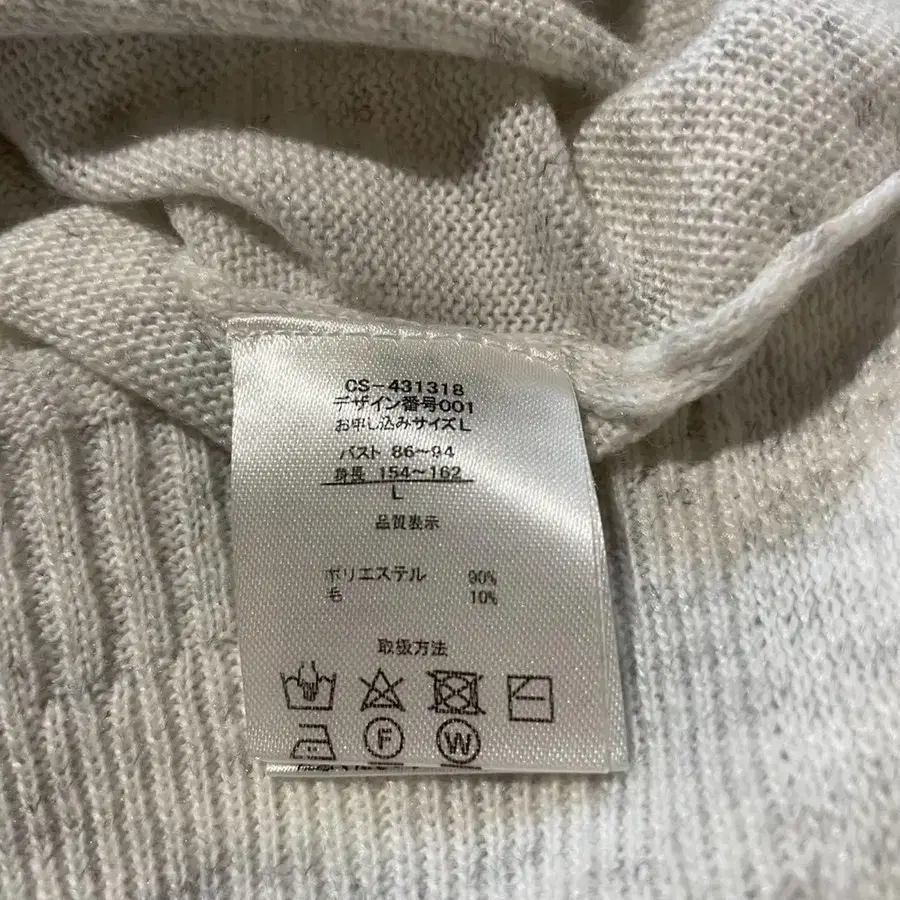 CS-431318
デザイン番号001
お申し込みサイズL
バスト 86~94
身長 154~162
L
品質表示
ポリエステル 90%
毛 10%
取扱方法
F W